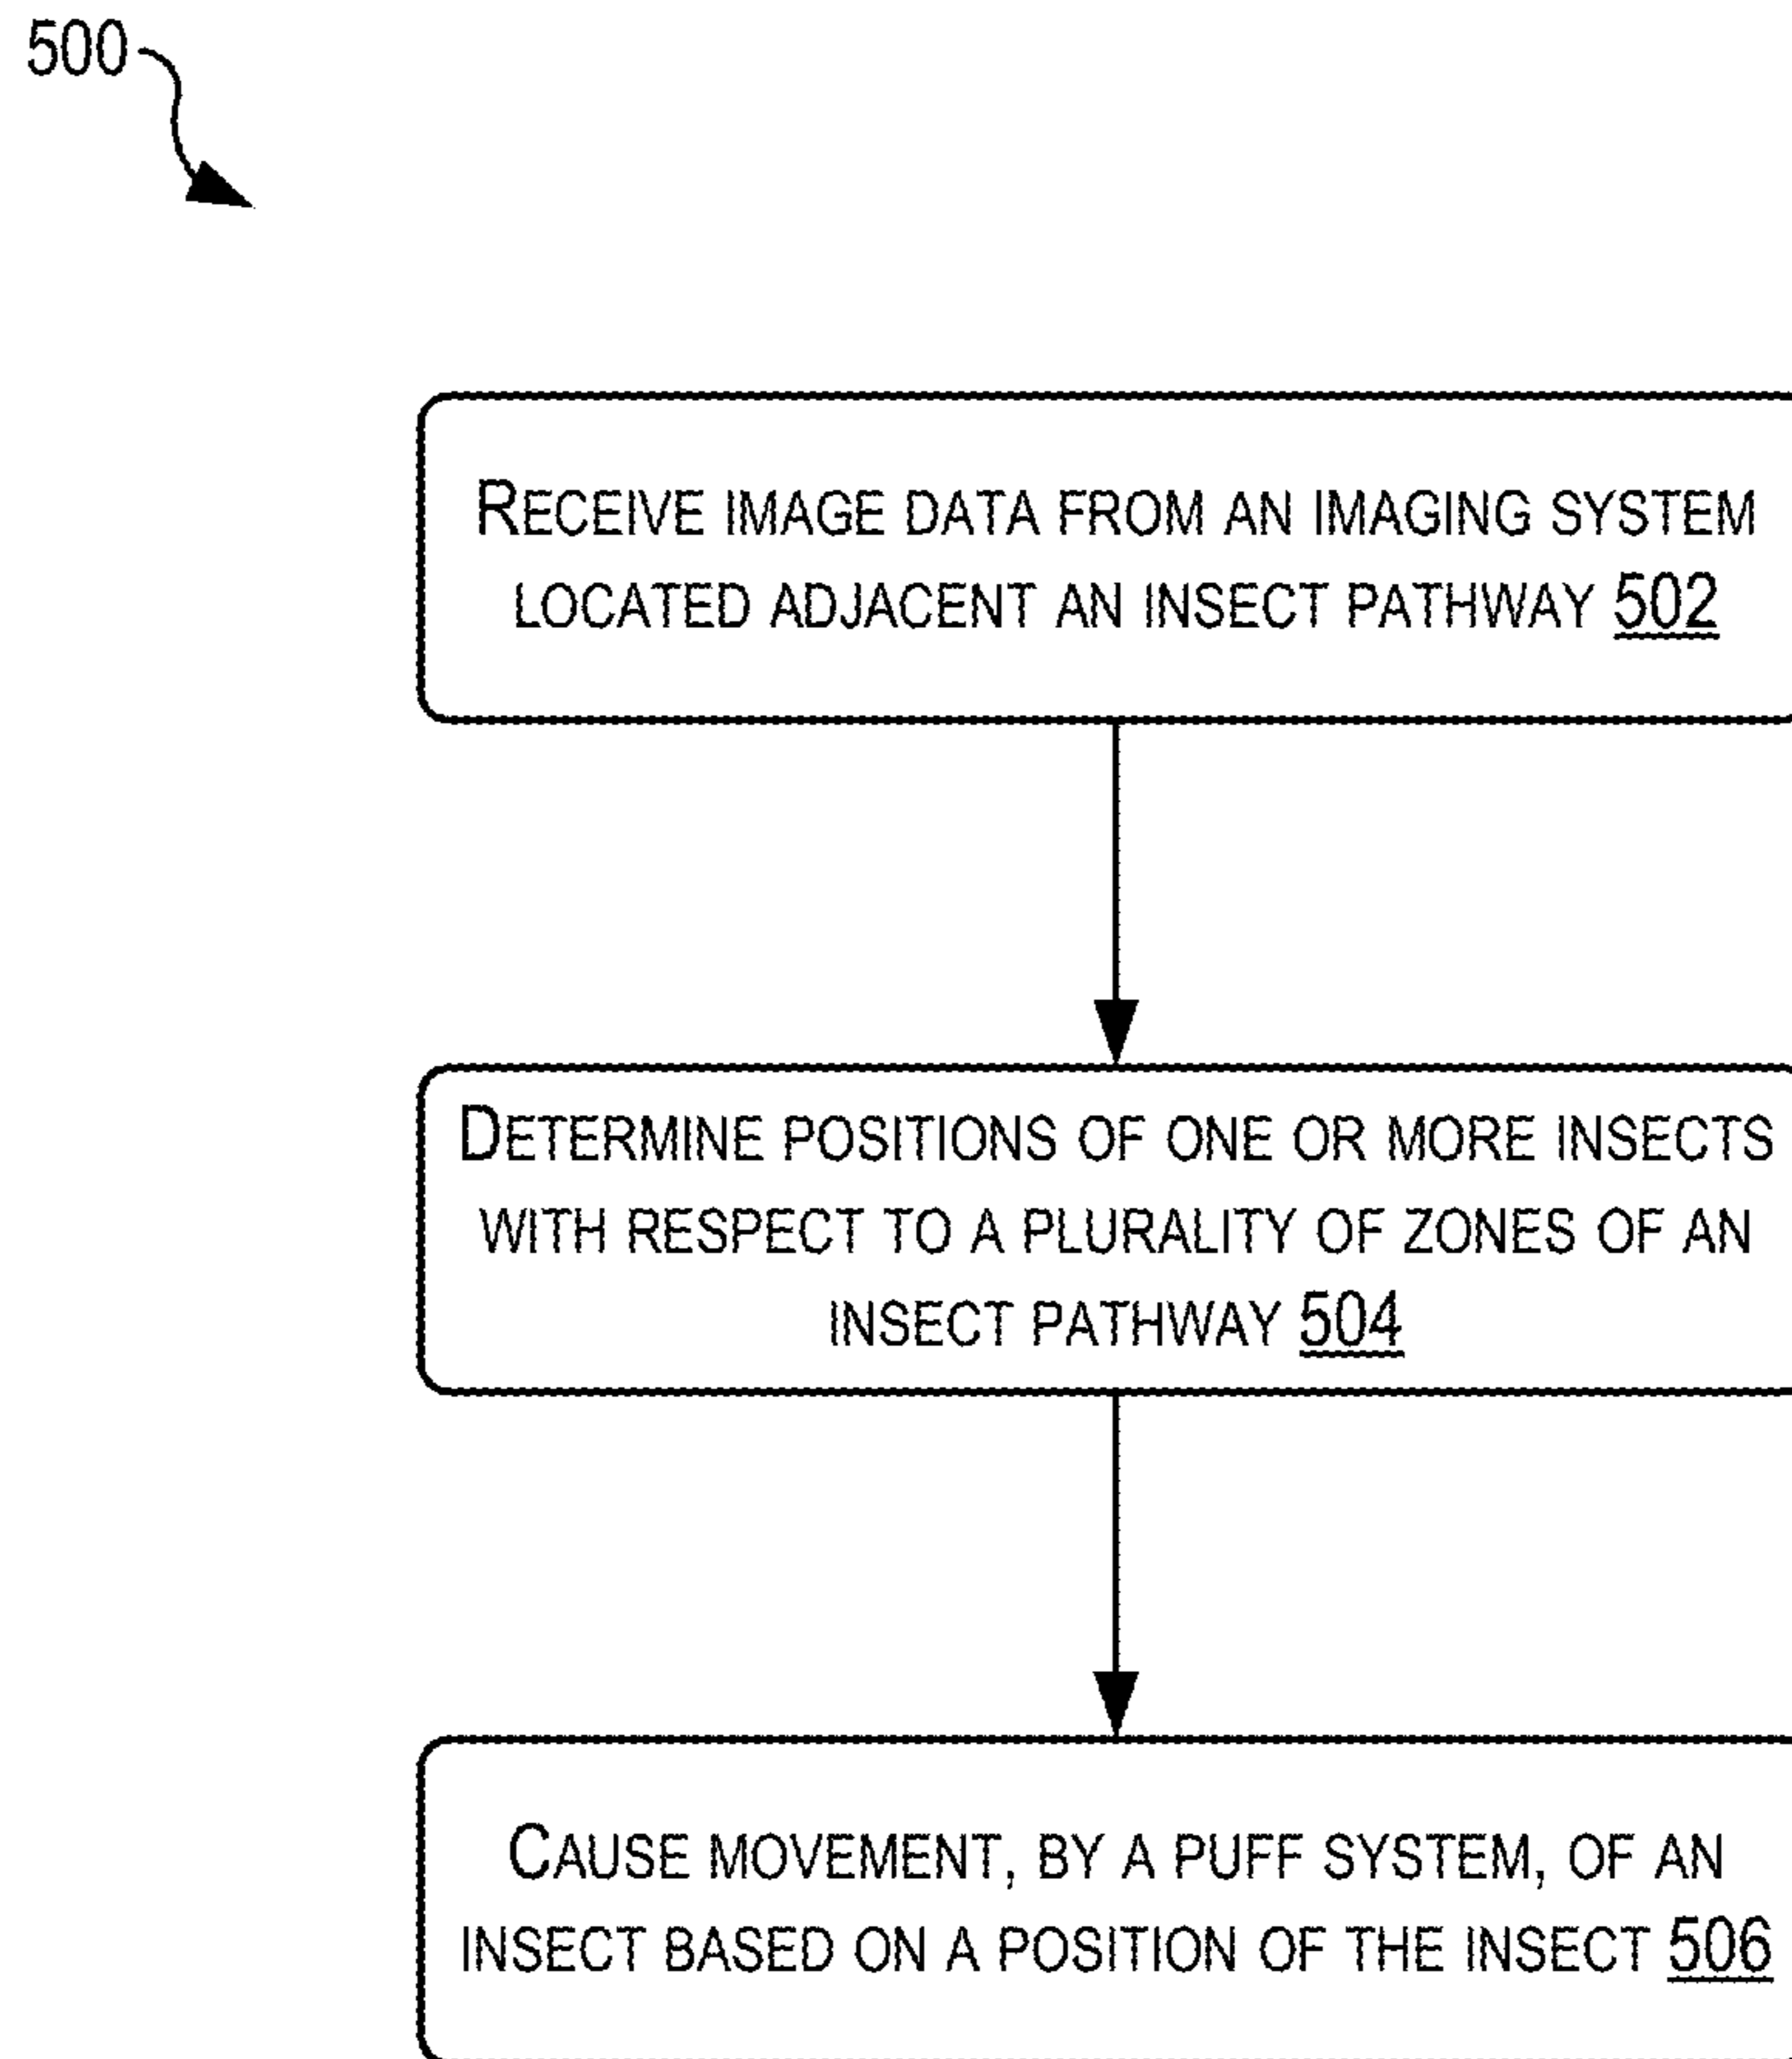 500
RECEIVE IMAGE DATA FROM AN IMAGING SYSTEM
LOCATED ADJACENT AN INSECT PATHWAY 502
DETERMINE POSITIONS OF ONE OR MORE INSECTS
WITH RESPECT TO A PLURALITY OF ZONES OF AN
INSECT PATHWAY 504
CAUSE MOVEMENT, BY A PUFF SYSTEM, OF AN
INSECT BASED ON A POSITION OF THE INSECT 506